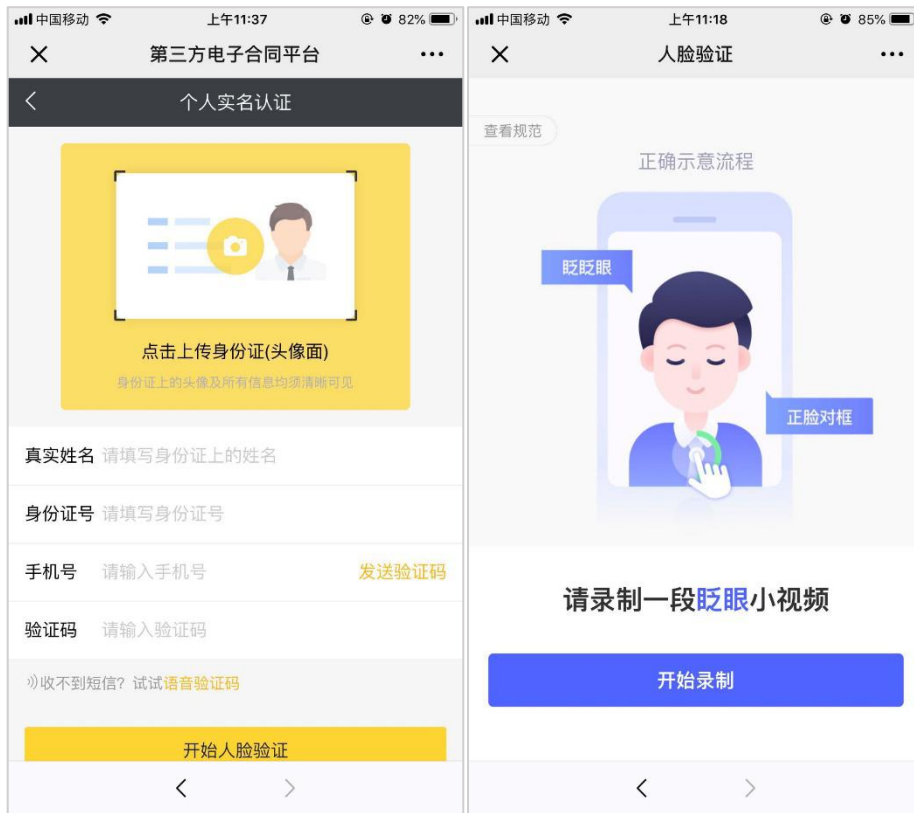 中国移动
上午11:37
82%
第三方电子合同平台
个人实名认证
点击上传身份证(头像面)
身份证上的头像及所有信息均须清晰可见
真实姓名 请填写身份证上的姓名
身份证号 请填写身份证号
手机号 请输入手机号 发送验证码
验证码 请输入验证码
收不到短信？试试语音验证码
开始人脸验证
中国移动
上午11:18
85%
人脸验证
查看规范
正确示意流程
眨眨眼
正脸对框
请录制一段眨眼小视频
开始录制